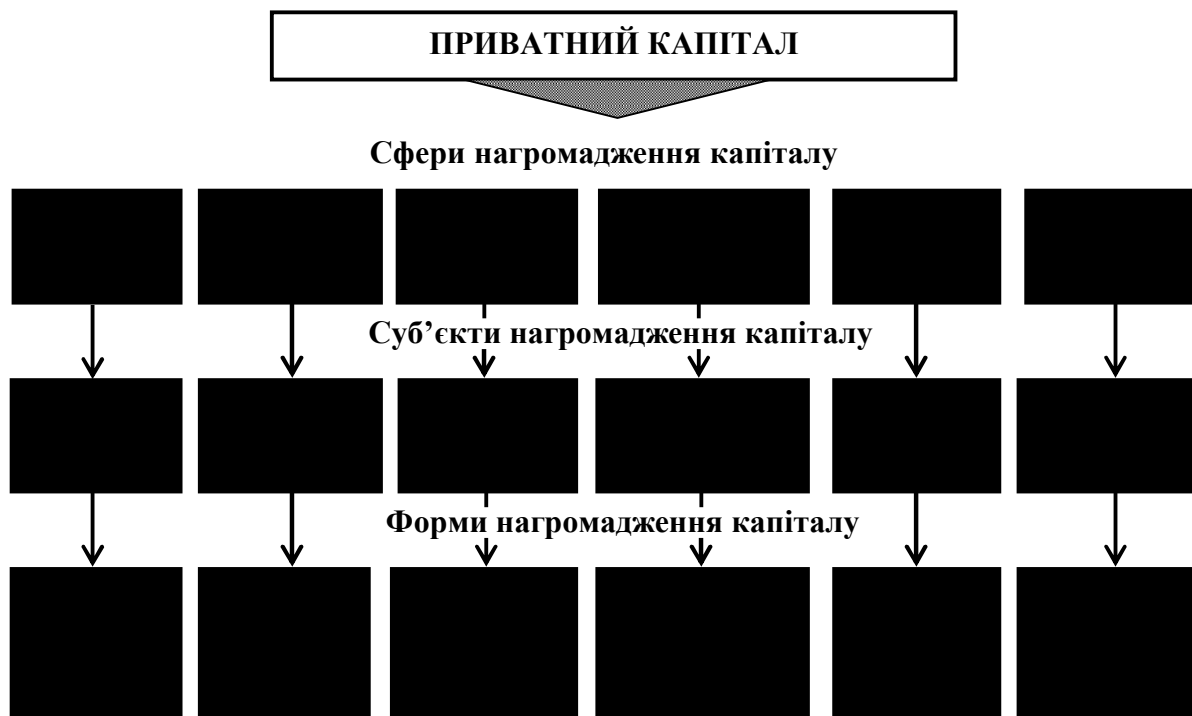 ПРИВАТНИЙ КАПІТАЛ
Сфери нагромадження капіталу
Суб’єкти нагромадження капіталу
Форми нагромадження капіталу